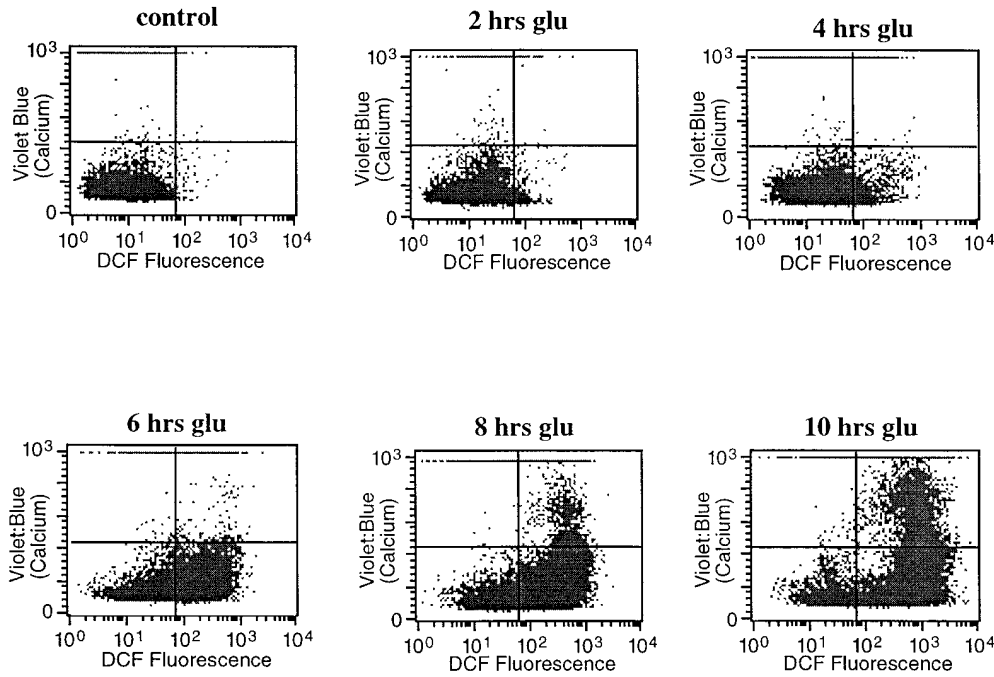 control
2 hrs glu
4 hrs glu
10³
Violet Blue
(Calcium)
0
10⁰ 10¹ 10² 10³ 10⁴
DCF Fluorescence
10³
Violet:Blue
(Calcium)
0
10⁰ 10¹ 10² 10³ 10⁴
DCF Fluorescence
10³
Violet:Blue
(Calcium)
0
10⁰ 10¹ 10² 10³ 10⁴
DCF Fluorescence
6 hrs glu
8 hrs glu
10 hrs glu
10³
Violet:Blue
(Calcium)
0
10⁰ 10¹ 10² 10³ 10⁴
DCF Fluorescence
10³
Violet:Blue
(Calcium)
0
10⁰ 10¹ 10² 10³ 10⁴
DCF Fluorescence
10³
Violet:Blue
(Calcium)
0
10⁰ 10¹ 10² 10³ 10⁴
DCF Fluorescence